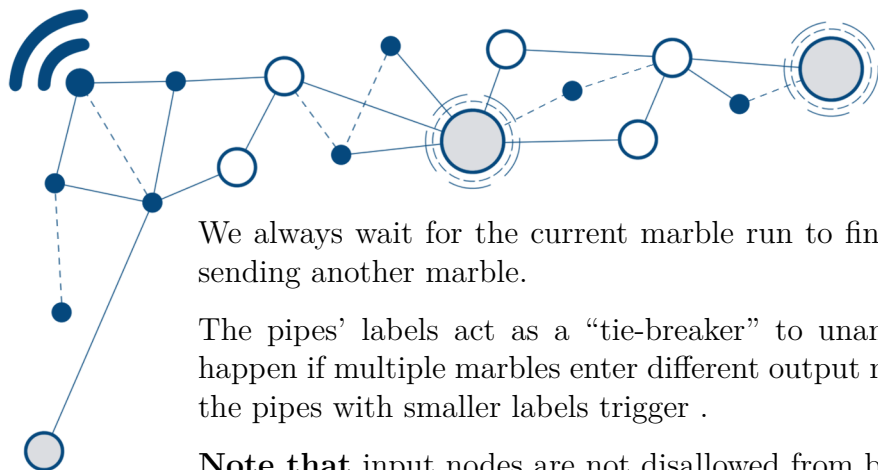 We always wait for the current marble run to
sending another marble.
The pipes' labels act as a “tie-breaker” to
happen if multiple marbles enter different output
the pipes with smaller labels trigger .
Note that input nodes are not disallowed from